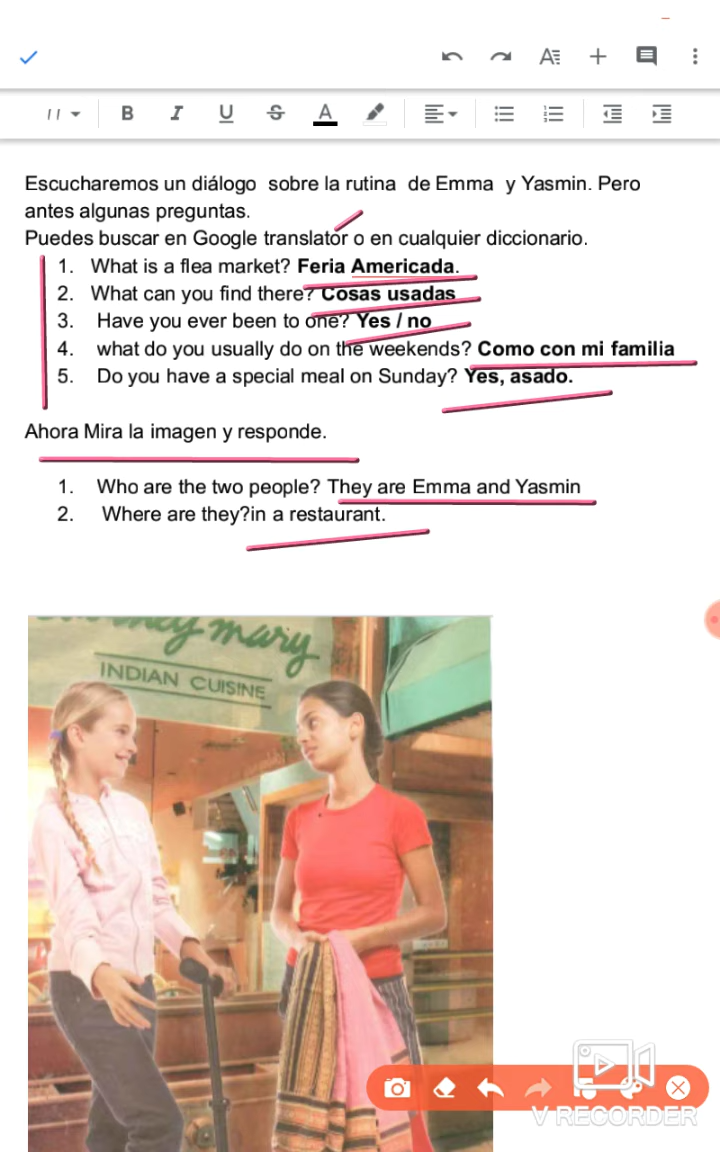 11
B I U S A
Escucharemos un diálogo sobre la rutina de Emma y Yasmin. Pero
antes algunas preguntas.
Puedes buscar en Google translator o en cualquier diccionario.
1. What is a flea market? Feria Americada.
2. What can you find there? Cosas usadas
3. Have you ever been to one? Yes / no
4. what do you usually do on the weekends? Como con mi familia
5. Do you have a special meal on Sunday? Yes, asado.
Ahora Mira la imagen y responde.
1. Who are the two people? They are Emma and Yasmin
2. Where are they?in a restaurant.
mary
INDIAN CUISINE
V RECORDER